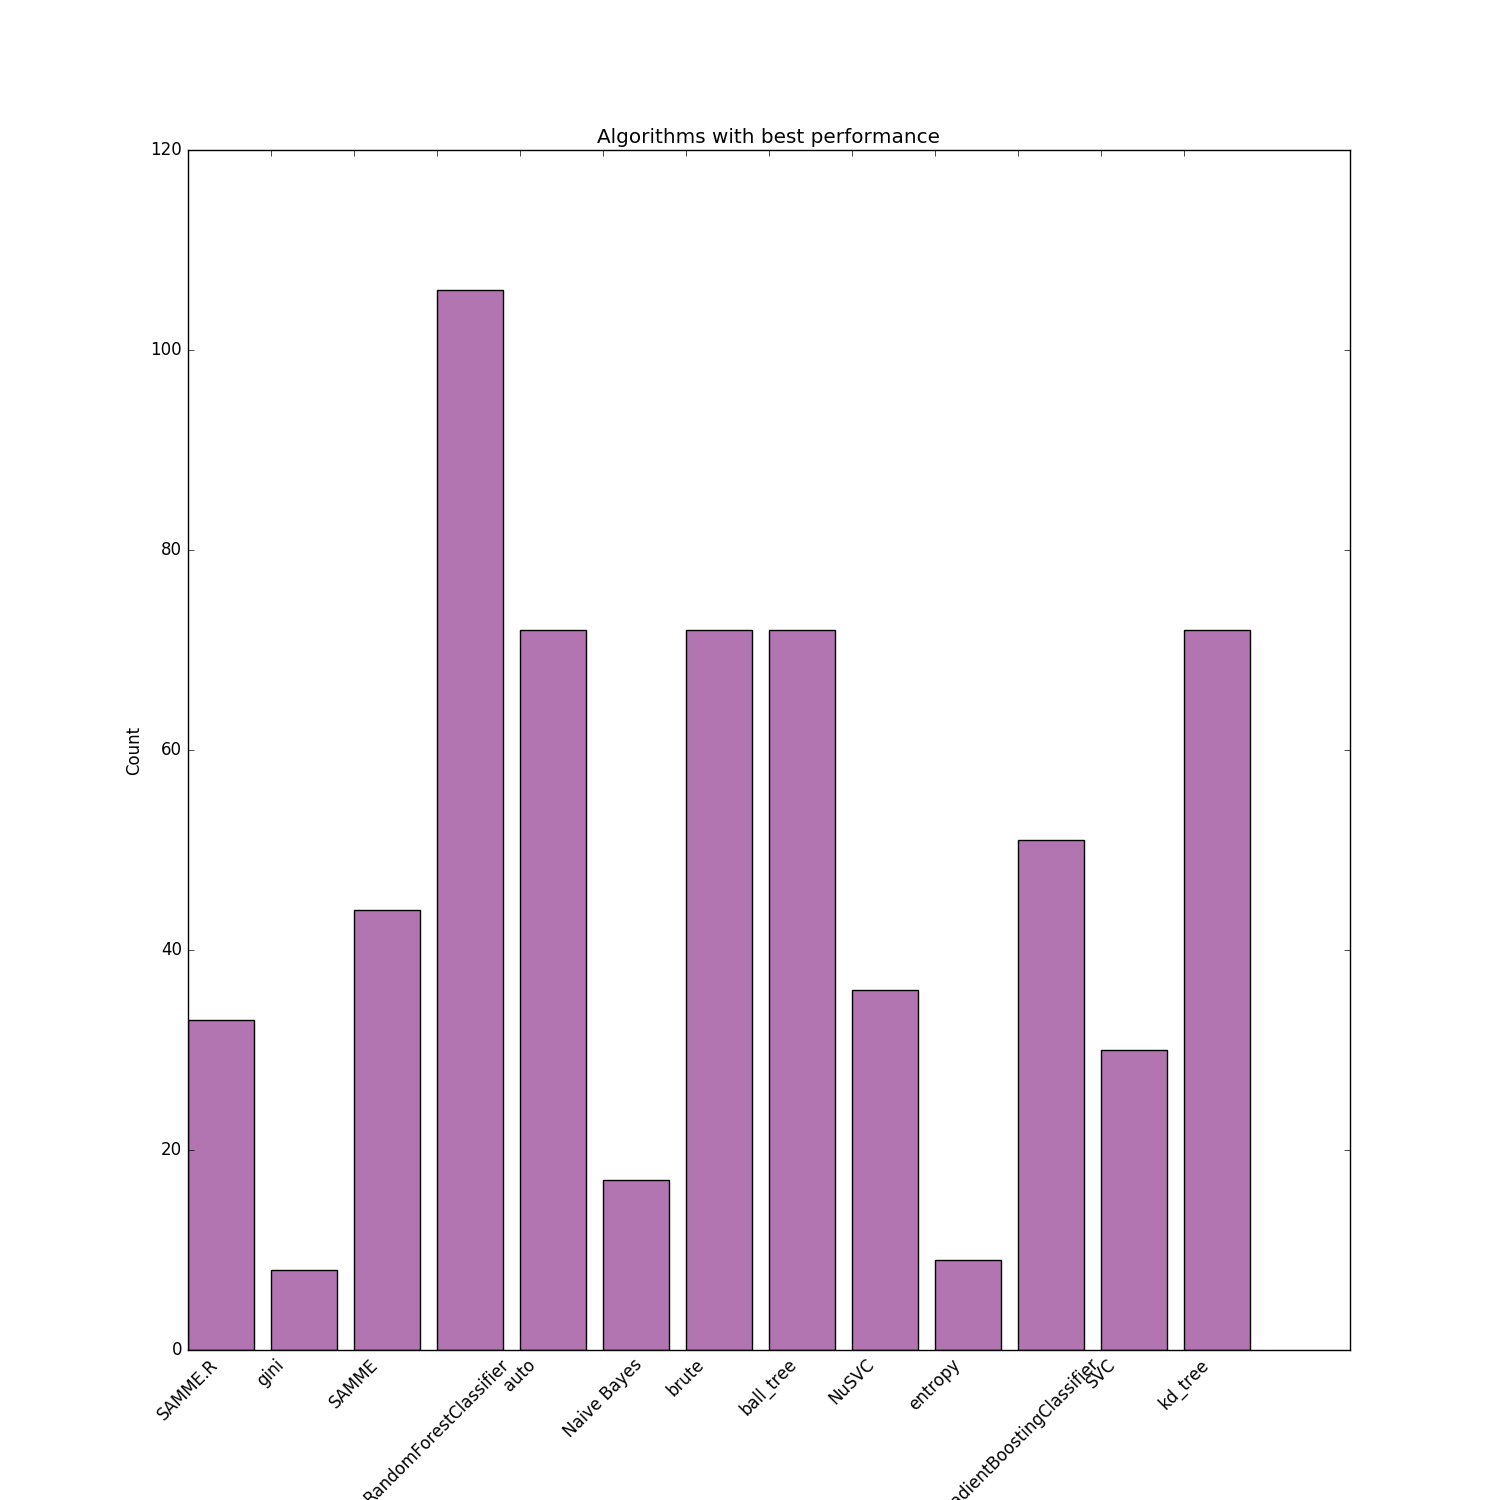 Algorithms with best performance
120
100
80
60
40
20
0
Count
SAMME.R
gini
SAMME
RandomForestClassifier
auto
Naive Bayes
brute
ball_tree
NuSVC
entropy
adientBoostingClassifier
SVC
kd_tree